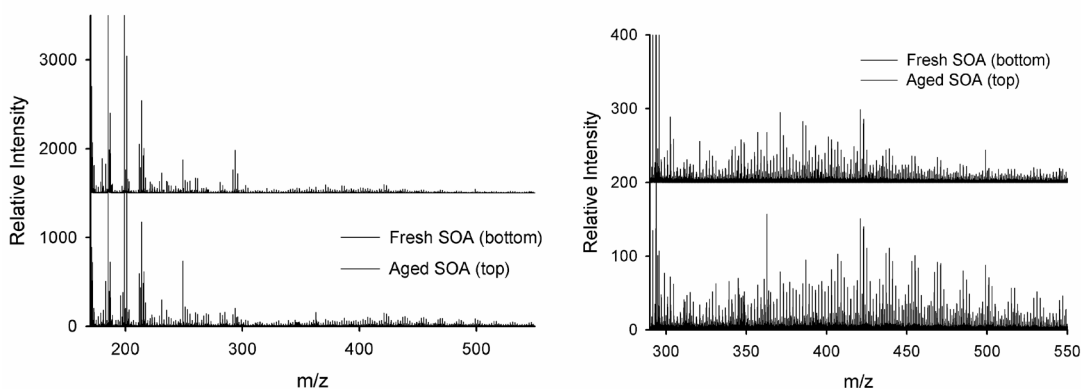 Relative Intensity
3000
2000
1000
0
200
300
400
500
m/z
Fresh SOA (bottom)
Aged SOA (top)
Relative Intensity
400
300
200
100
0
300
350
400
450
500
550
m/z
Fresh SOA (bottom)
Aged SOA (top)